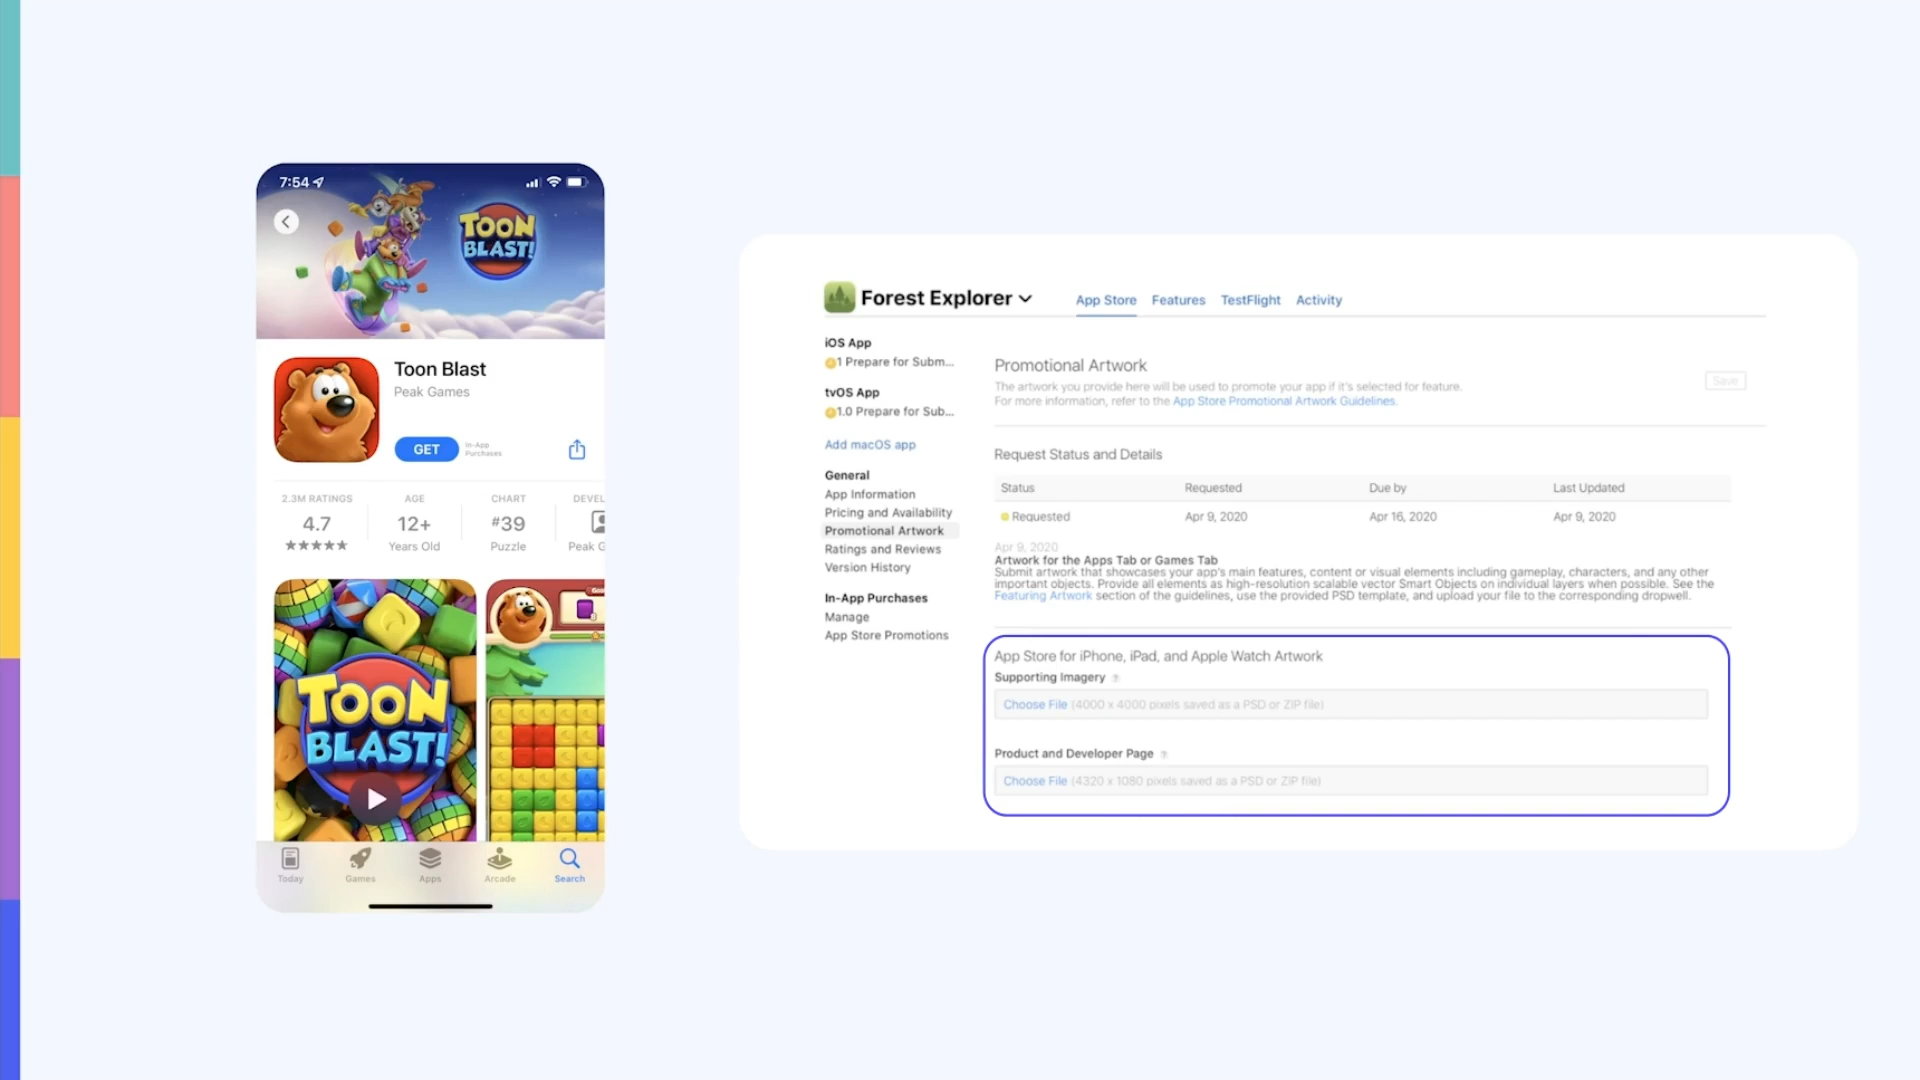 7:54
TOON
BLAST!
Toon Blast
Peak Games
GET
In-App
Purchases
2.3M RATINGS
4.7
★★★★★
AGE
12+
Years Old
CHART
#39
Puzzle
DEVEL
Peak G
TOON
BLAST!
Today
Games
Apps
Arcade
Search
Forest Explorer
App Store
Features
TestFlight
Activity
iOS App
1 Prepare for Subm...
tvOS App
1.0 Prepare for Sub...
Add macOS app
General
App Information
Pricing and Availability
Promotional Artwork
Ratings and Reviews
Version History
In-App Purchases
Manage
App Store Promotions
Promotional Artwork
Save
The artwork you provide here will be used to promote your app if it's selected for feature.
For more information, refer to the App Store Promotional Artwork Guidelines.
Request Status and Details
Status Requested Due by Last Updated
Requested Apr 9, 2020 Apr 16, 2020 Apr 9, 2020
Apr 9, 2020
Artwork for the Apps Tab or Games Tab
Submit artwork that showcases your app's main features, content or visual elements including gameplay, characters, and any other
important objects. Provide all elements as high-resolution scalable vector Smart Objects on individual layers when possible. See the
Featuring Artwork section of the guidelines, use the provided PSD template, and upload your file to the corresponding dropwell.
App Store for iPhone, iPad, and Apple Watch Artwork
Supporting Imagery ?
Choose File (4000 x 4000 pixels saved as a PSD or ZIP file)
Product and Developer Page ?
Choose File (4320 x 1080 pixels saved as a PSD or ZIP file)